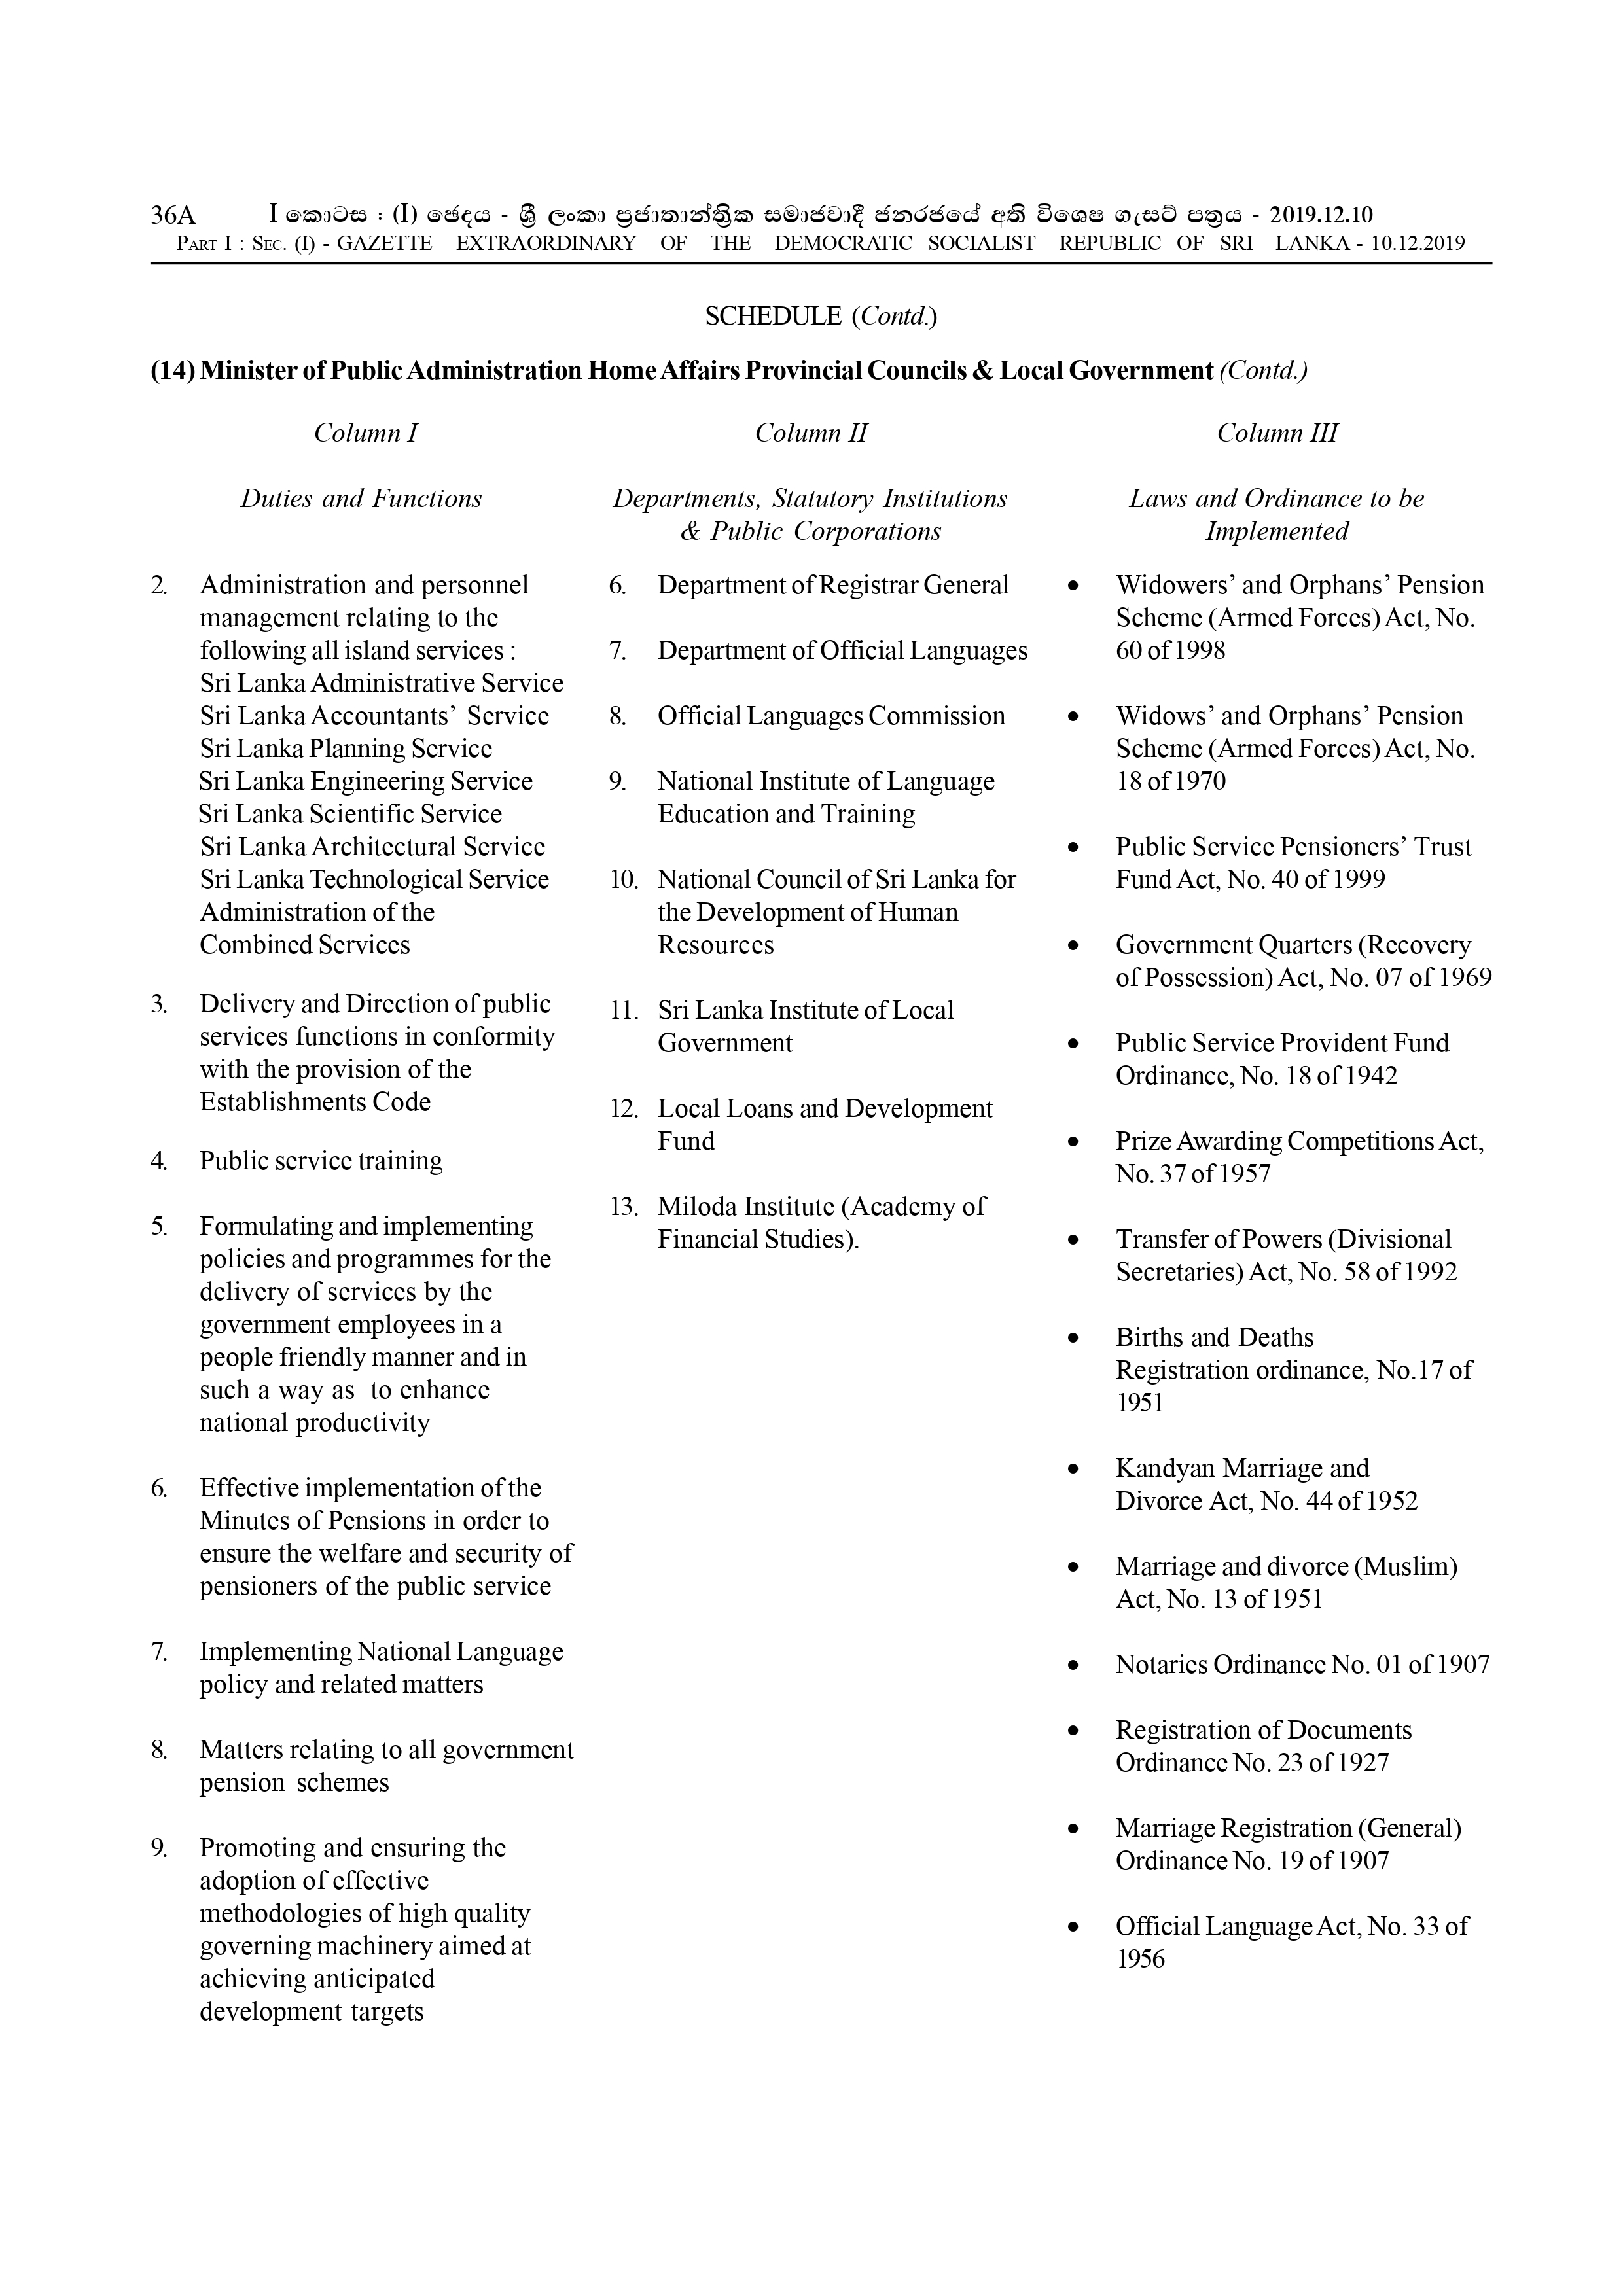 36A I කොටස : (I) ඡේදය - ශ්‍රී ලංකා ප්‍රජාතාන්ත්‍රික සමාජවාදී ජනරජයේ අති විශෙෂ ගැසට් පත්‍රය - 2019.12.10
PART I : SEC. (I) - GAZETTE EXTRAORDINARY OF THE DEMOCRATIC SOCIALIST REPUBLIC OF SRI LANKA - 10.12.2019
SCHEDULE (Contd.)
(14) Minister of Public Administration Home Affairs Provincial Councils & Local Government (Contd.)
Column I
Duties and Functions
2. Administration and personnel
management relating to the
following all island services :
Sri Lanka Administrative Service
Sri Lanka Accountants’ Service
Sri Lanka Planning Service
Sri Lanka Engineering Service
Sri Lanka Scientific Service
Sri Lanka Architectural Service
Sri Lanka Technological Service
Administration of the
Combined Services
3. Delivery and Direction of public
services functions in conformity
with the provision of the
Establishments Code
4. Public service training
5. Formulating and implementing
policies and programmes for the
delivery of services by the
government employees in a
people friendly manner and in
such a way as to enhance
national productivity
6. Effective implementation of the
Minutes of Pensions in order to
ensure the welfare and security of
pensioners of the public service
7. Implementing National Language
policy and related matters
8. Matters relating to all government
pension schemes
9. Promoting and ensuring the
adoption of effective
methodologies of high quality
governing machinery aimed at
achieving anticipated
development targets
Column II
Departments, Statutory Institutions
& Public Corporations
6. Department of Registrar General
7. Department of Official Languages
8. Official Languages Commission
9. National Institute of Language
Education and Training
10. National Council of Sri Lanka for
the Development of Human
Resources
11. Sri Lanka Institute of Local
Government
12. Local Loans and Development
Fund
13. Miloda Institute (Academy of
Financial Studies).
Column III
Laws and Ordinance to be
Implemented
• Widowers’ and Orphans’ Pension
Scheme (Armed Forces) Act, No.
60 of 1998
• Widows’ and Orphans’ Pension
Scheme (Armed Forces) Act, No.
18 of 1970
• Public Service Pensioners’ Trust
Fund Act, No. 40 of 1999
• Government Quarters (Recovery
of Possession) Act, No. 07 of 1969
• Public Service Provident Fund
Ordinance, No. 18 of 1942
• Prize Awarding Competitions Act,
No. 37 of 1957
• Transfer of Powers (Divisional
Secretaries) Act, No. 58 of 1992
• Births and Deaths
Registration ordinance, No.17 of
1951
• Kandyan Marriage and
Divorce Act, No. 44 of 1952
• Marriage and divorce (Muslim)
Act, No. 13 of 1951
• Notaries Ordinance No. 01 of 1907
• Registration of Documents
Ordinance No. 23 of 1927
• Marriage Registration (General)
Ordinance No. 19 of 1907
• Official Language Act, No. 33 of
1956